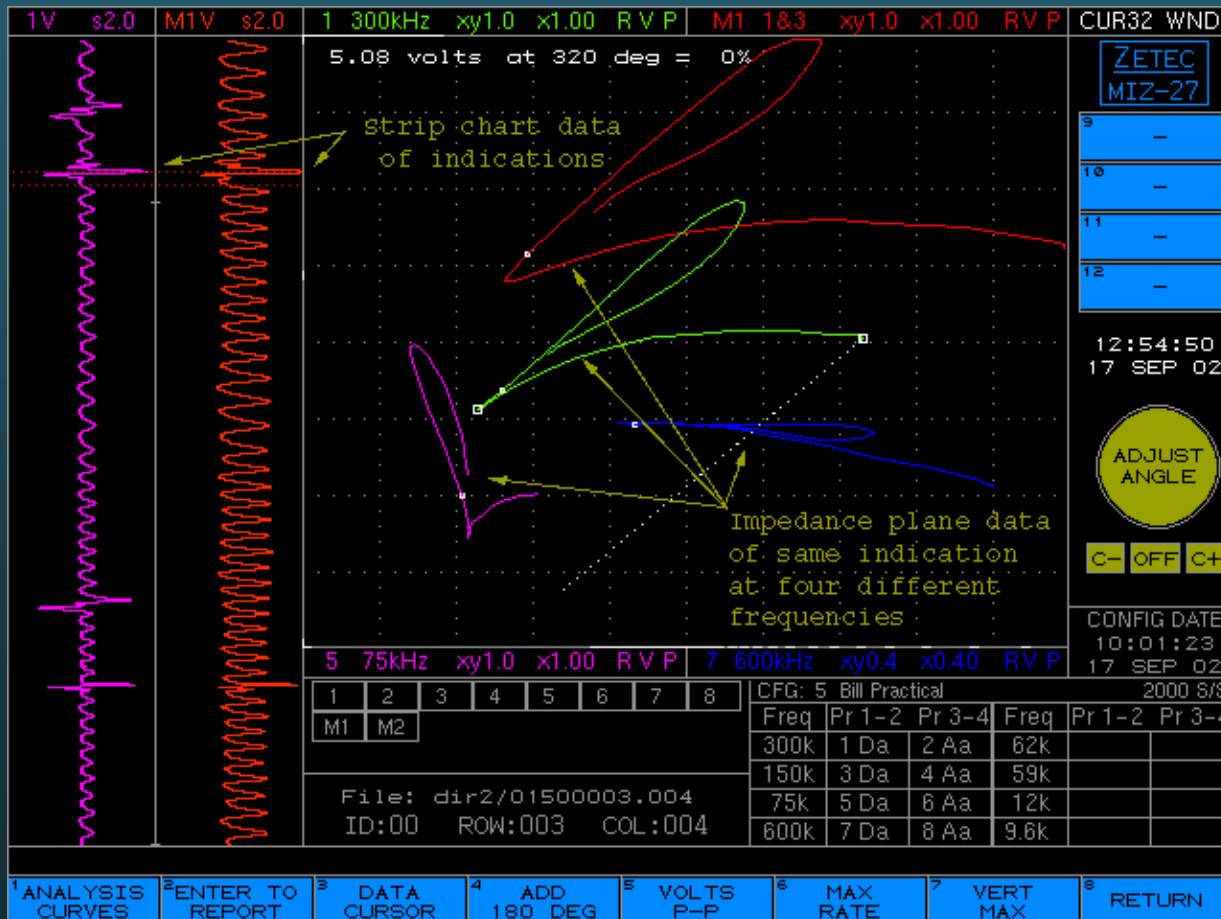 1V s2.0 M1V s2.0 1 300kHz xy1.0 x1.00 R V P M1 1&3 xy1.0 x1.00 RV P CUR32 WND
5.08 volts at 320 deg = 0%
ZETEC
MIZ-27
strip chart data
of indications
9 -
10 -
11 -
12 -
12:54:50
17 SEP 02
ADJUST
ANGLE
Impedance plane data
of same indication
at four different
frequencies
C- OFF C+
CONFIG DATE
10:01:23
17 SEP 02
5 75kHz xy1.0 x1.00 R V P 7 600kHz xy0.4 x0.40 RV P
1 2 3 4 5 6 7 8
M1 M2
CFG: 5 Bill Practical 2000 S/S
Freq Pr 1-2 Pr 3-4 Freq Pr 1-2 Pr 3-4
300k 1 Da 2 Aa 62k
150k 3 Da 4 Aa 59k
75k 5 Da 6 Aa 12k
600k 7 Da 8 Aa 9.6k
File: dir2/01500003.004
ID:00 ROW:003 COL:004
1 ANALYSIS CURVES
2 ENTER TO REPORT
3 DATA CURSOR
4 ADD 180 DEG
5 VOLTS P-P
6 MAX RATE
7 VERT MAX
8 RETURN